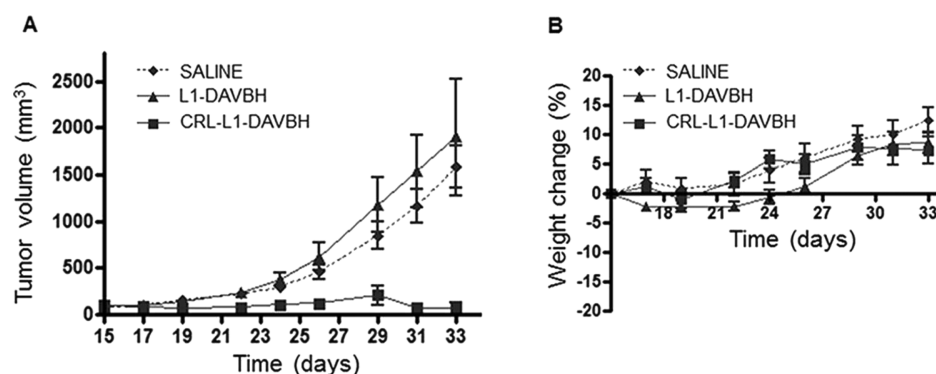 A
SALINE
L1-DAVBH
CRL-L1-DAVBH
Tumor volume (mm³)
2500
2000
1500
1000
500
0
15 17 19 22 23 25 27 29 31 33
Time (days)
B
SALINE
L1-DAVBH
CRL-L1-DAVBH
Weight change (%)
20
15
10
5
0
-5
-10
-15
-20
18 21 24 27 30 33
Time (days)